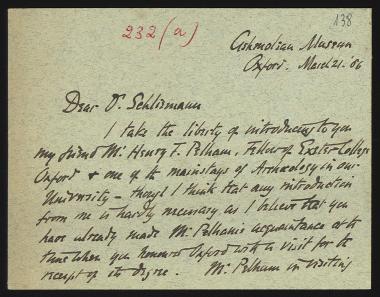 138
232 (a)
Ashmolean Museum
Oxford. March 21. 86
Dear Dr. Schliemann
I take the liberty of introducing to you
my friend Mr. Henry F. Pelham, Fellow of Exeter College
Oxford & one of the mainstays of Archaeology in our
University – though I think that any introduction
from me is hardly necessary as I believe that you
have already made Mr Pelham's acquaintance at the
time when you honoured Oxford with a visit for the
receipt of its degree. Mr Pelham in visiting